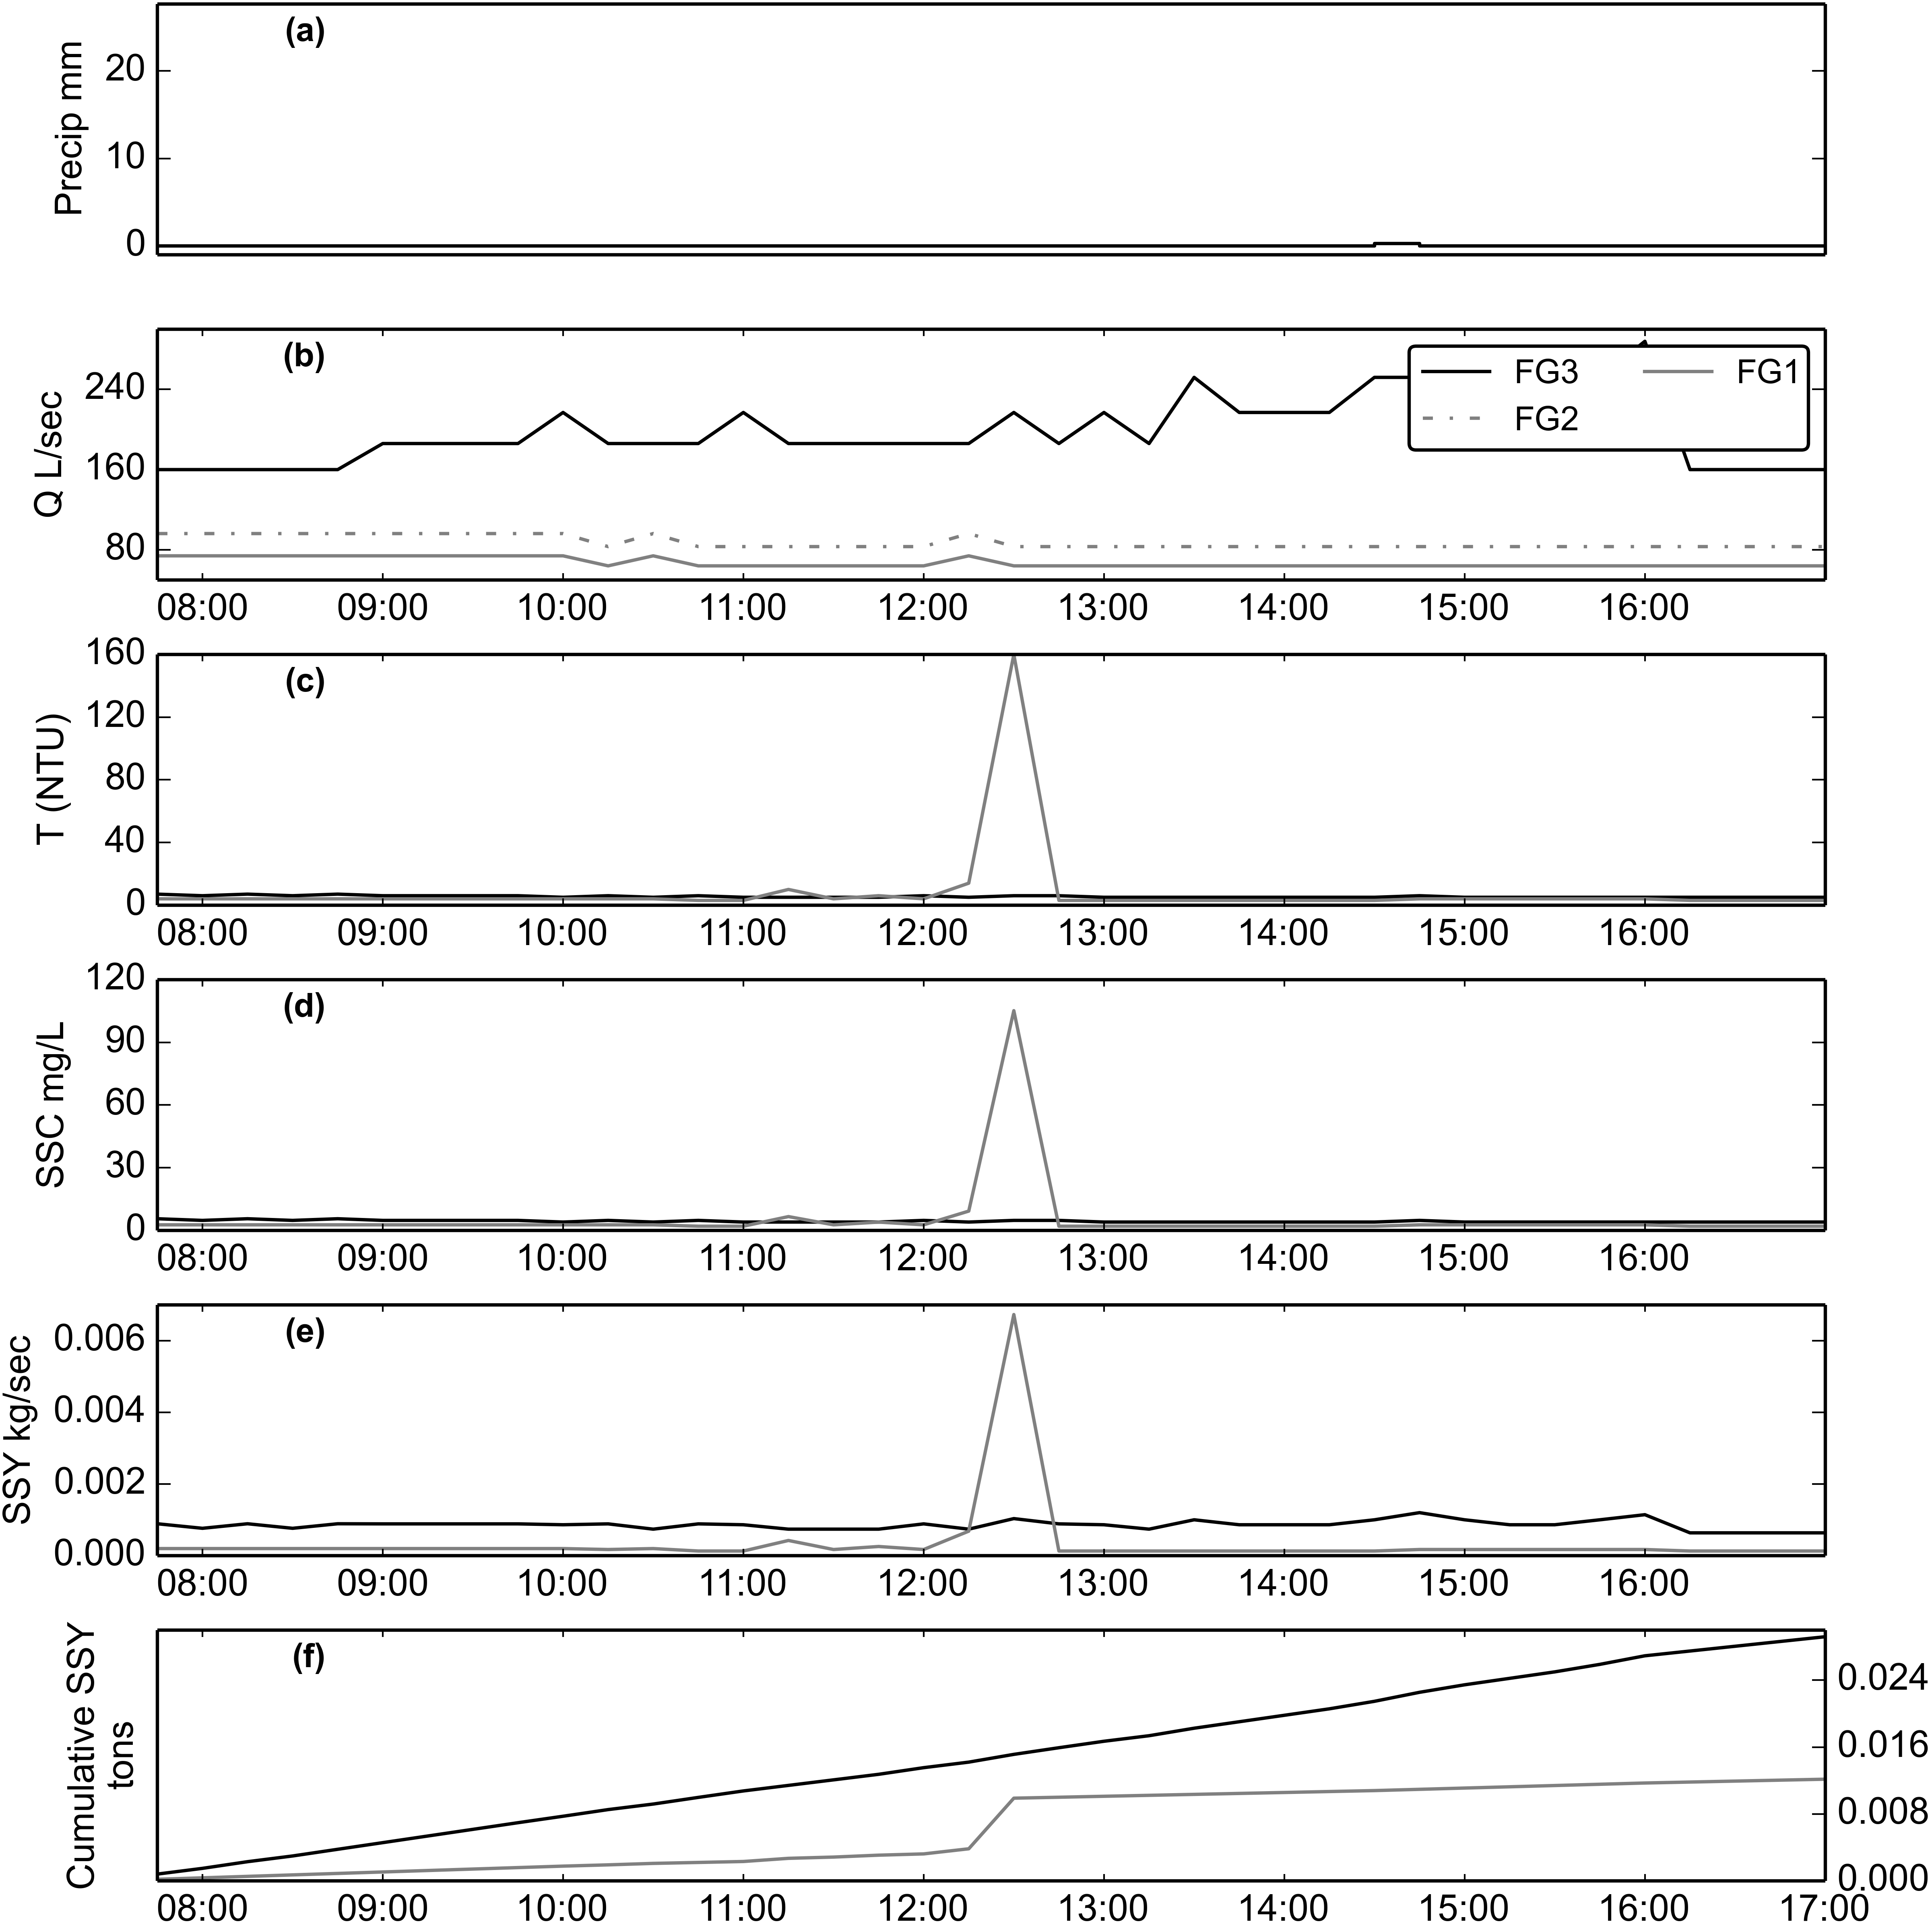 (a)
Precip mm
20
10
0
(b)
Q L/sec
240
160
80
FG3 FG1
FG2
08:00 09:00 10:00 11:00 12:00 13:00 14:00 15:00 16:00
(c)
T (NTU)
160
120
80
40
0
08:00 09:00 10:00 11:00 12:00 13:00 14:00 15:00 16:00
(d)
SSC mg/L
120
90
60
30
0
08:00 09:00 10:00 11:00 12:00 13:00 14:00 15:00 16:00
(e)
SSY kg/sec
0.006
0.004
0.002
0.000
08:00 09:00 10:00 11:00 12:00 13:00 14:00 15:00 16:00
(f)
Cumulative SSY
tons
0.024
0.016
0.008
0.000
08:00 09:00 10:00 11:00 12:00 13:00 14:00 15:00 16:00 17:00